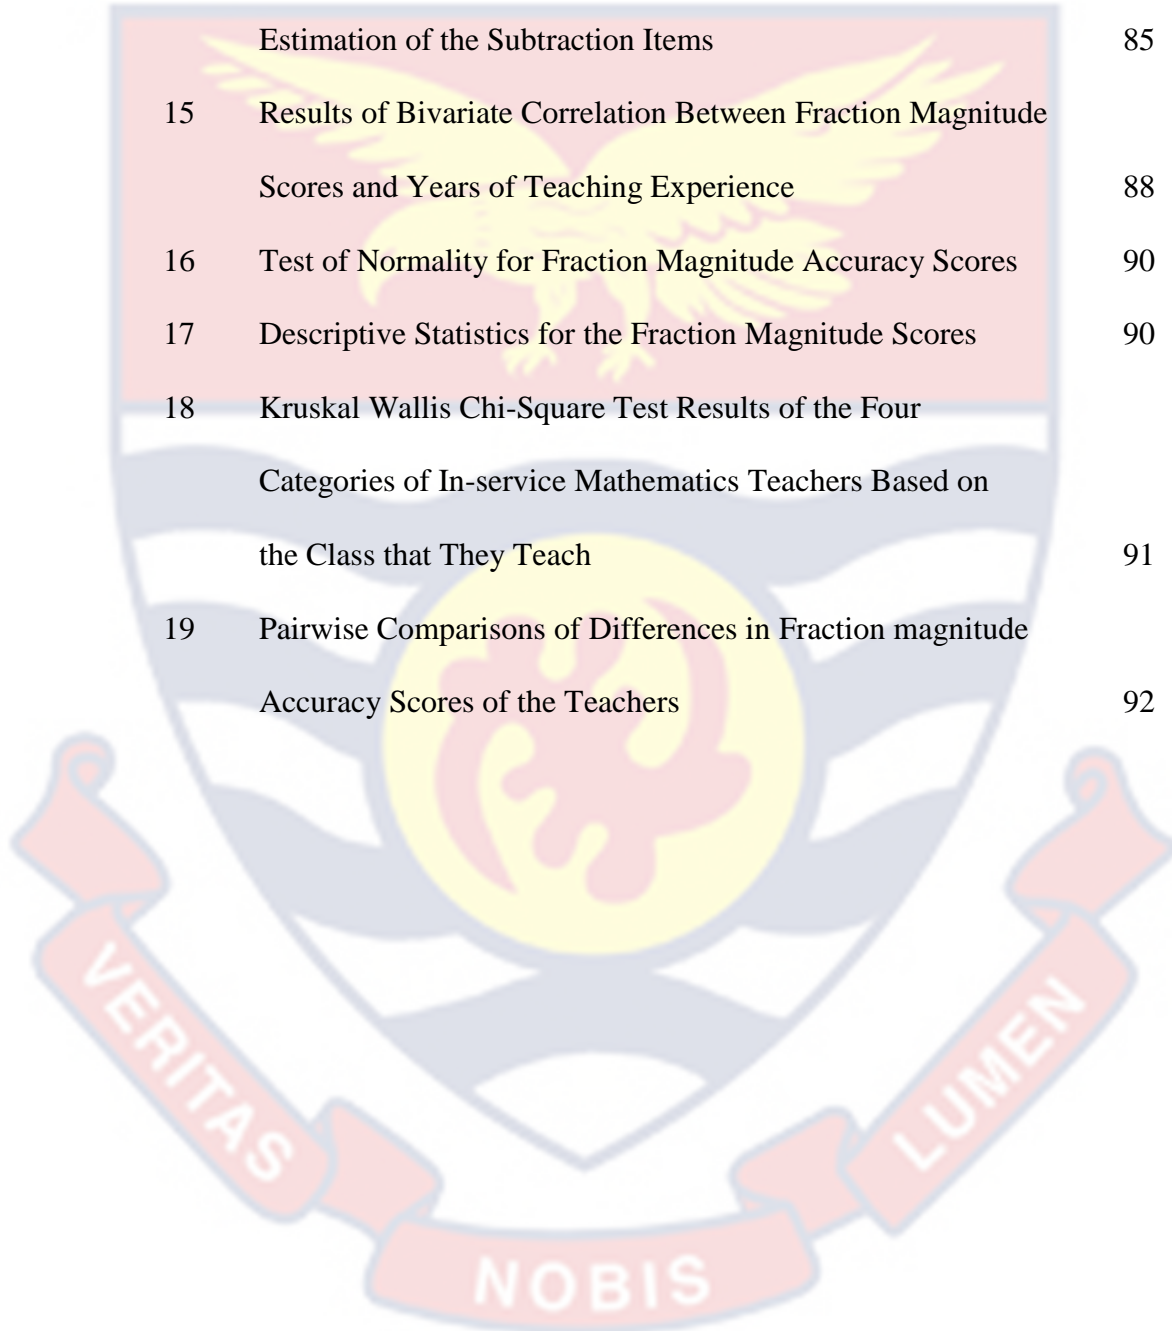 Estimation of the Subtraction Items 85
15 Results of Bivariate Correlation Between Fraction Magnitude
Scores and Years of Teaching Experience 88
16 Test of Normality for Fraction Magnitude Accuracy Scores 90
17 Descriptive Statistics for the Fraction Magnitude Scores 90
18 Kruskal Wallis Chi-Square Test Results of the Four
Categories of In-service Mathematics Teachers Based on
the Class that They Teach 91
19 Pairwise Comparisons of Differences in Fraction magnitude
Accuracy Scores of the Teachers 92
VERITAS
NOBIS
LUMEN